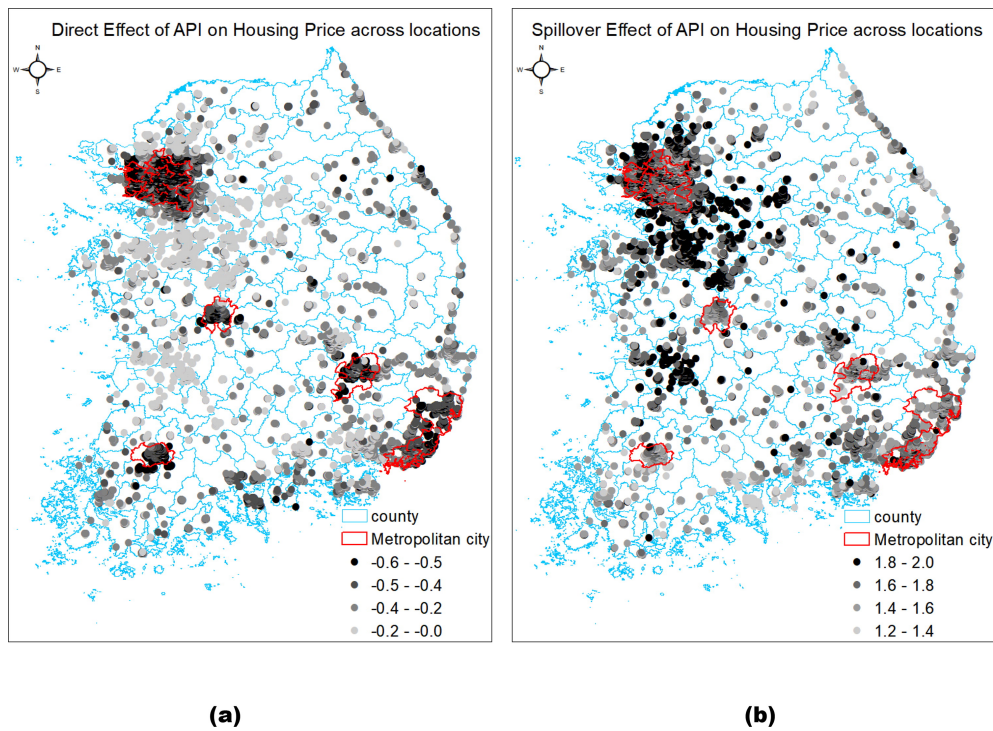 Direct Effect of API on Housing Price across locations
N
W E
S
county
Metropolitan city
-0.6 - -0.5
-0.5 - -0.4
-0.4 - -0.2
-0.2 - -0.0
(a)
Spillover Effect of API on Housing Price across locations
N
W E
S
county
Metropolitan city
1.8 - 2.0
1.6 - 1.8
1.4 - 1.6
1.2 - 1.4
(b)